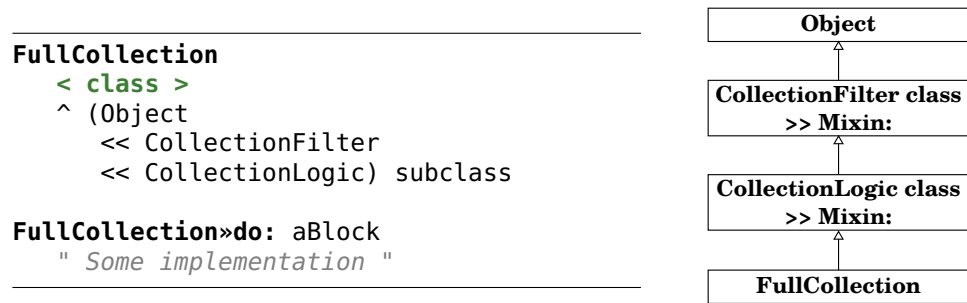 FullCollection
< class >
^ (Object
<< CollectionFilter
<< CollectionLogic) subclass
FullCollection»do: aBlock
" Some implementation "
Object
CollectionFilter class
>> Mixin:
CollectionLogic class
>> Mixin:
FullCollection